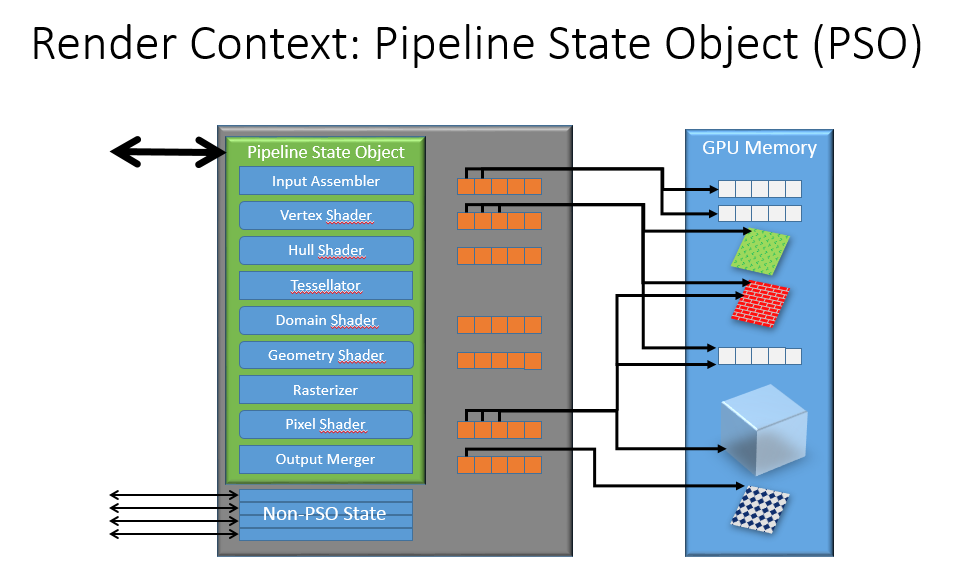 Render Context: Pipeline State Object (PSO)
Pipeline State Object
Input Assembler
Vertex Shader
Hull Shader
Tessellator
Domain Shader
Geometry Shader
Rasterizer
Pixel Shader
Output Merger
Non-PSO State
GPU Memory